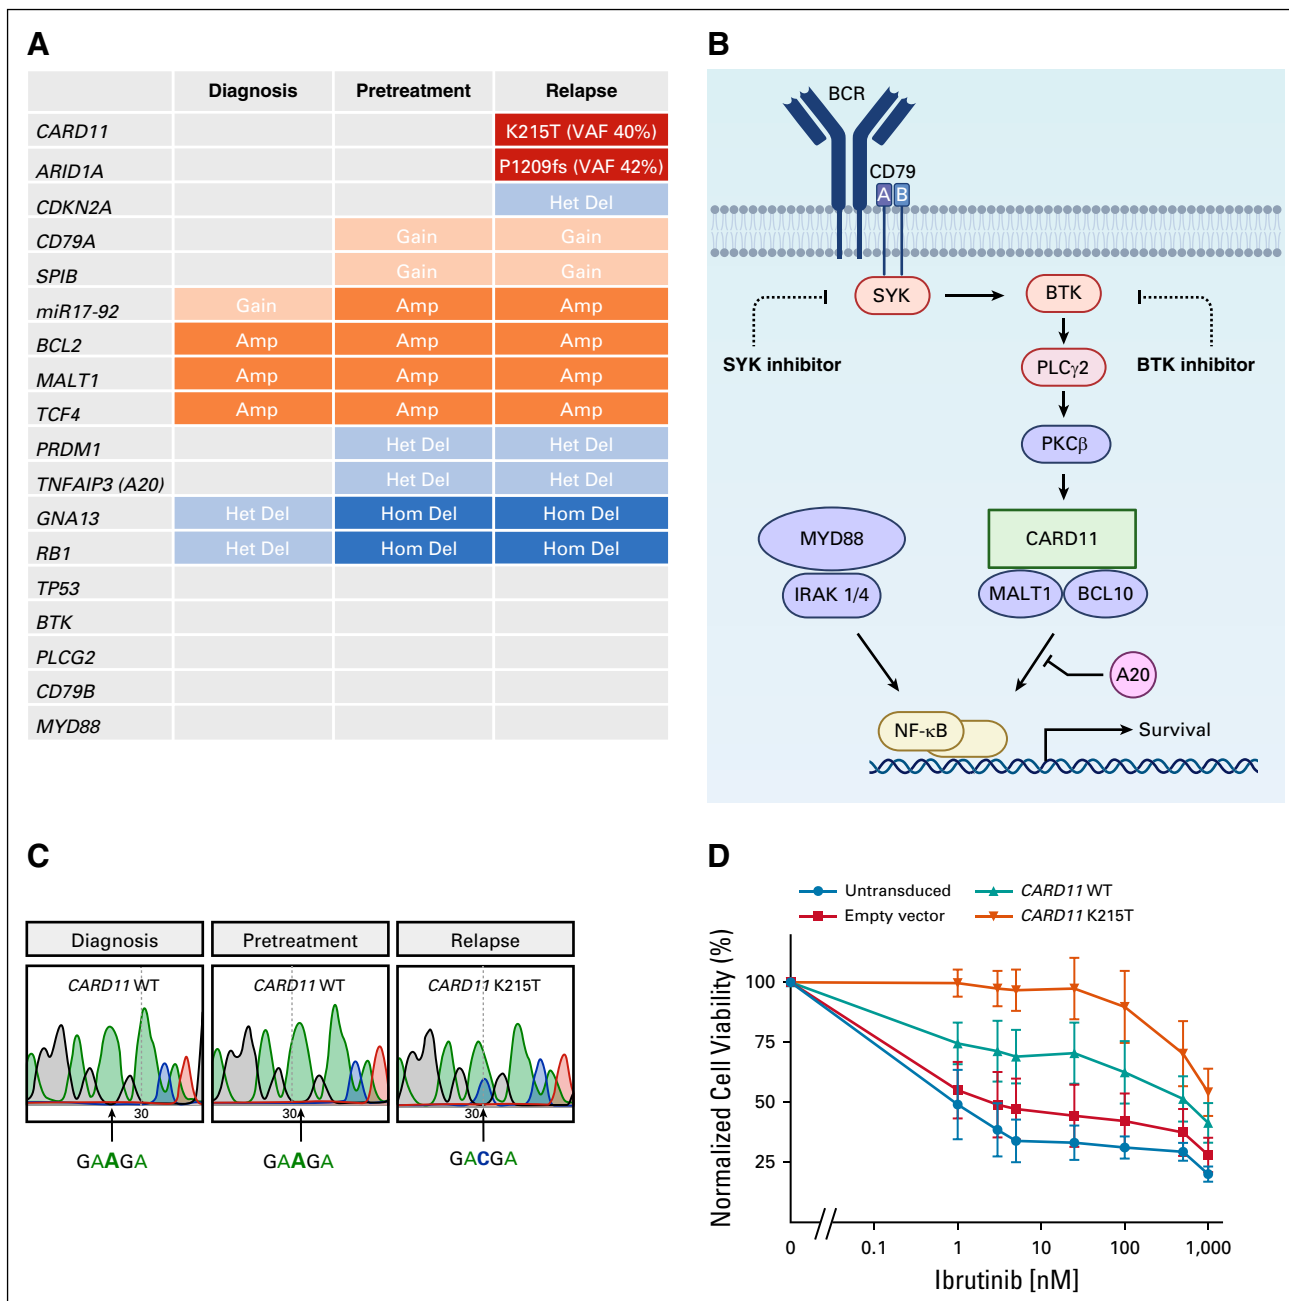 A
Diagnosis Pretreatment Relapse
CARD11 K215T (VAF 40%)
ARID1A P1209fs (VAF 42%)
CDKN2A Het Del
CD79A Gain Gain
SPIB Gain Gain
miR17-92 Gain Amp Amp
BCL2 Amp Amp Amp
MALT1 Amp Amp Amp
TCF4 Amp Amp Amp
PRDM1 Het Del Het Del
TNFAIP3 (A20) Het Del Het Del
GNA13 Het Del Hom Del Hom Del
RB1 Het Del Hom Del Hom Del
TP53
BTK
PLCG2
CD79B
MYD88
B
BCR
CD79
A B
SYK BTK
SYK inhibitor PLCγ2 BTK inhibitor
PKCβ
MYD88 CARD11
IRAK 1/4 MALT1 BCL10
A20
NF-κB Survival
C
Diagnosis Pretreatment Relapse
CARD11 WT CARD11 WT CARD11 K215T
30 30 30
GAAGA GAAGA GACGA
D
Untransduced CARD11 WT
Empty vector CARD11 K215T
Normalized Cell Viability (%)
100
75
50
25
0 0.1 1 10 100 1,000
Ibrutinib [nM]